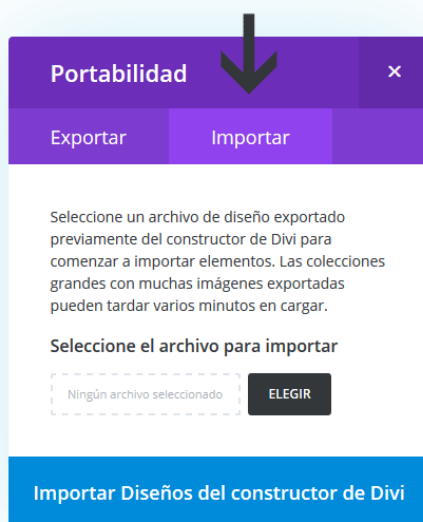 Portabilidad ×
Exportar Importar
Seleccione un archivo de diseño exportado
previamente del constructor de Divi para
comenzar a importar elementos. Las colecciones
grandes con muchas imágenes exportadas
pueden tardar varios minutos en cargar.
Seleccione el archivo para importar
Ningún archivo seleccionado ELEGIR
Importar Diseños del constructor de Divi